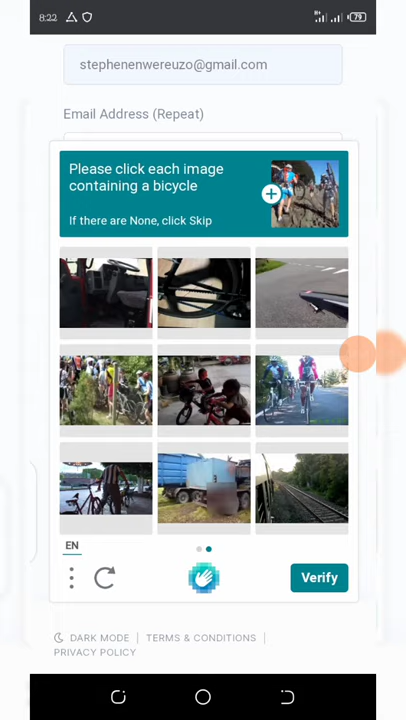 8:22
79
stephenenwereuzo@gmail.com
Email Address (Repeat)
Please click each image
containing a bicycle
If there are None, click Skip
EN
Verify
DARK MODE | TERMS & CONDITIONS |
PRIVACY POLICY